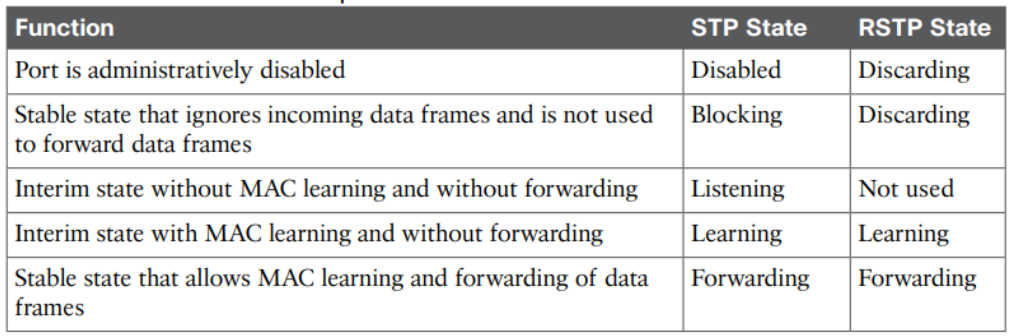 Function STP State RSTP State
Port is administratively disabled Disabled Discarding
Stable state that ignores incoming data frames and is not used Blocking Discarding
to forward data frames
Interim state without MAC learning and without forwarding Listening Not used
Interim state with MAC learning and without forwarding Learning Learning
Stable state that allows MAC learning and forwarding of data Forwarding Forwarding
frames